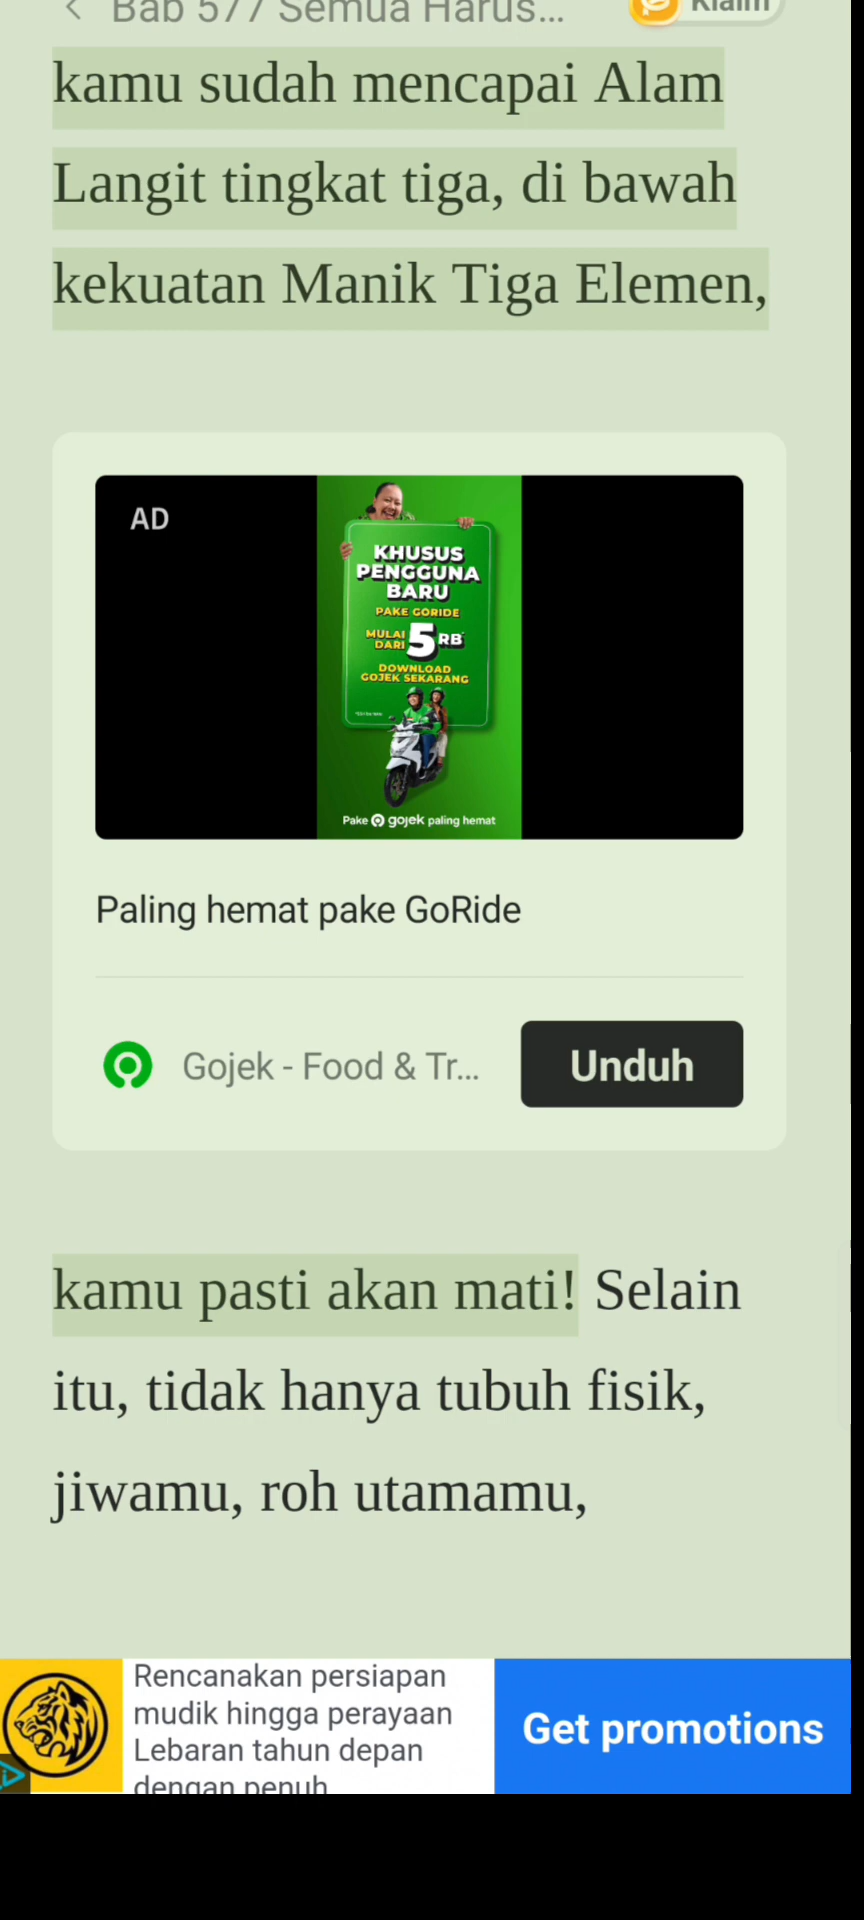 Bab 577 Semua Harus...
Klaim
kamu sudah mencapai Alam
Langit tingkat tiga, di bawah
kekuatan Manik Tiga Elemen,
AD
KHUSUS
PENGGUNA
BARU
PAKE GORIDE
MULAI
DARI
5 RB
DOWNLOAD
GOJEK SEKARANG
Pake gojek paling hemat
Paling hemat pake GoRide
Gojek - Food & Tr...
Unduh
kamu pasti akan mati! Selain
itu, tidak hanya tubuh fisik,
jiwamu, roh utamamu,
Rencanakan persiapan
mudik hingga perayaan
Lebaran tahun depan
dengan penuh
Get promotions